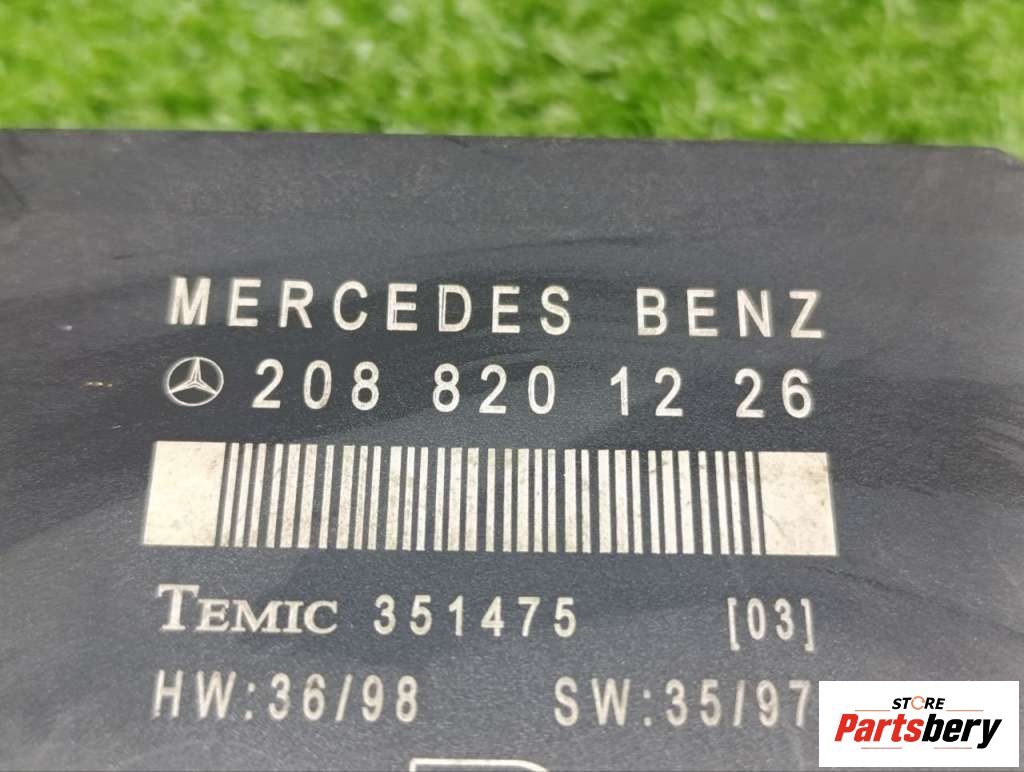 MERCEDES BENZ
208 820 12 26
TEMIC 351475 [03]
HW:36/98 SW:35/97
STORE
Partsbery